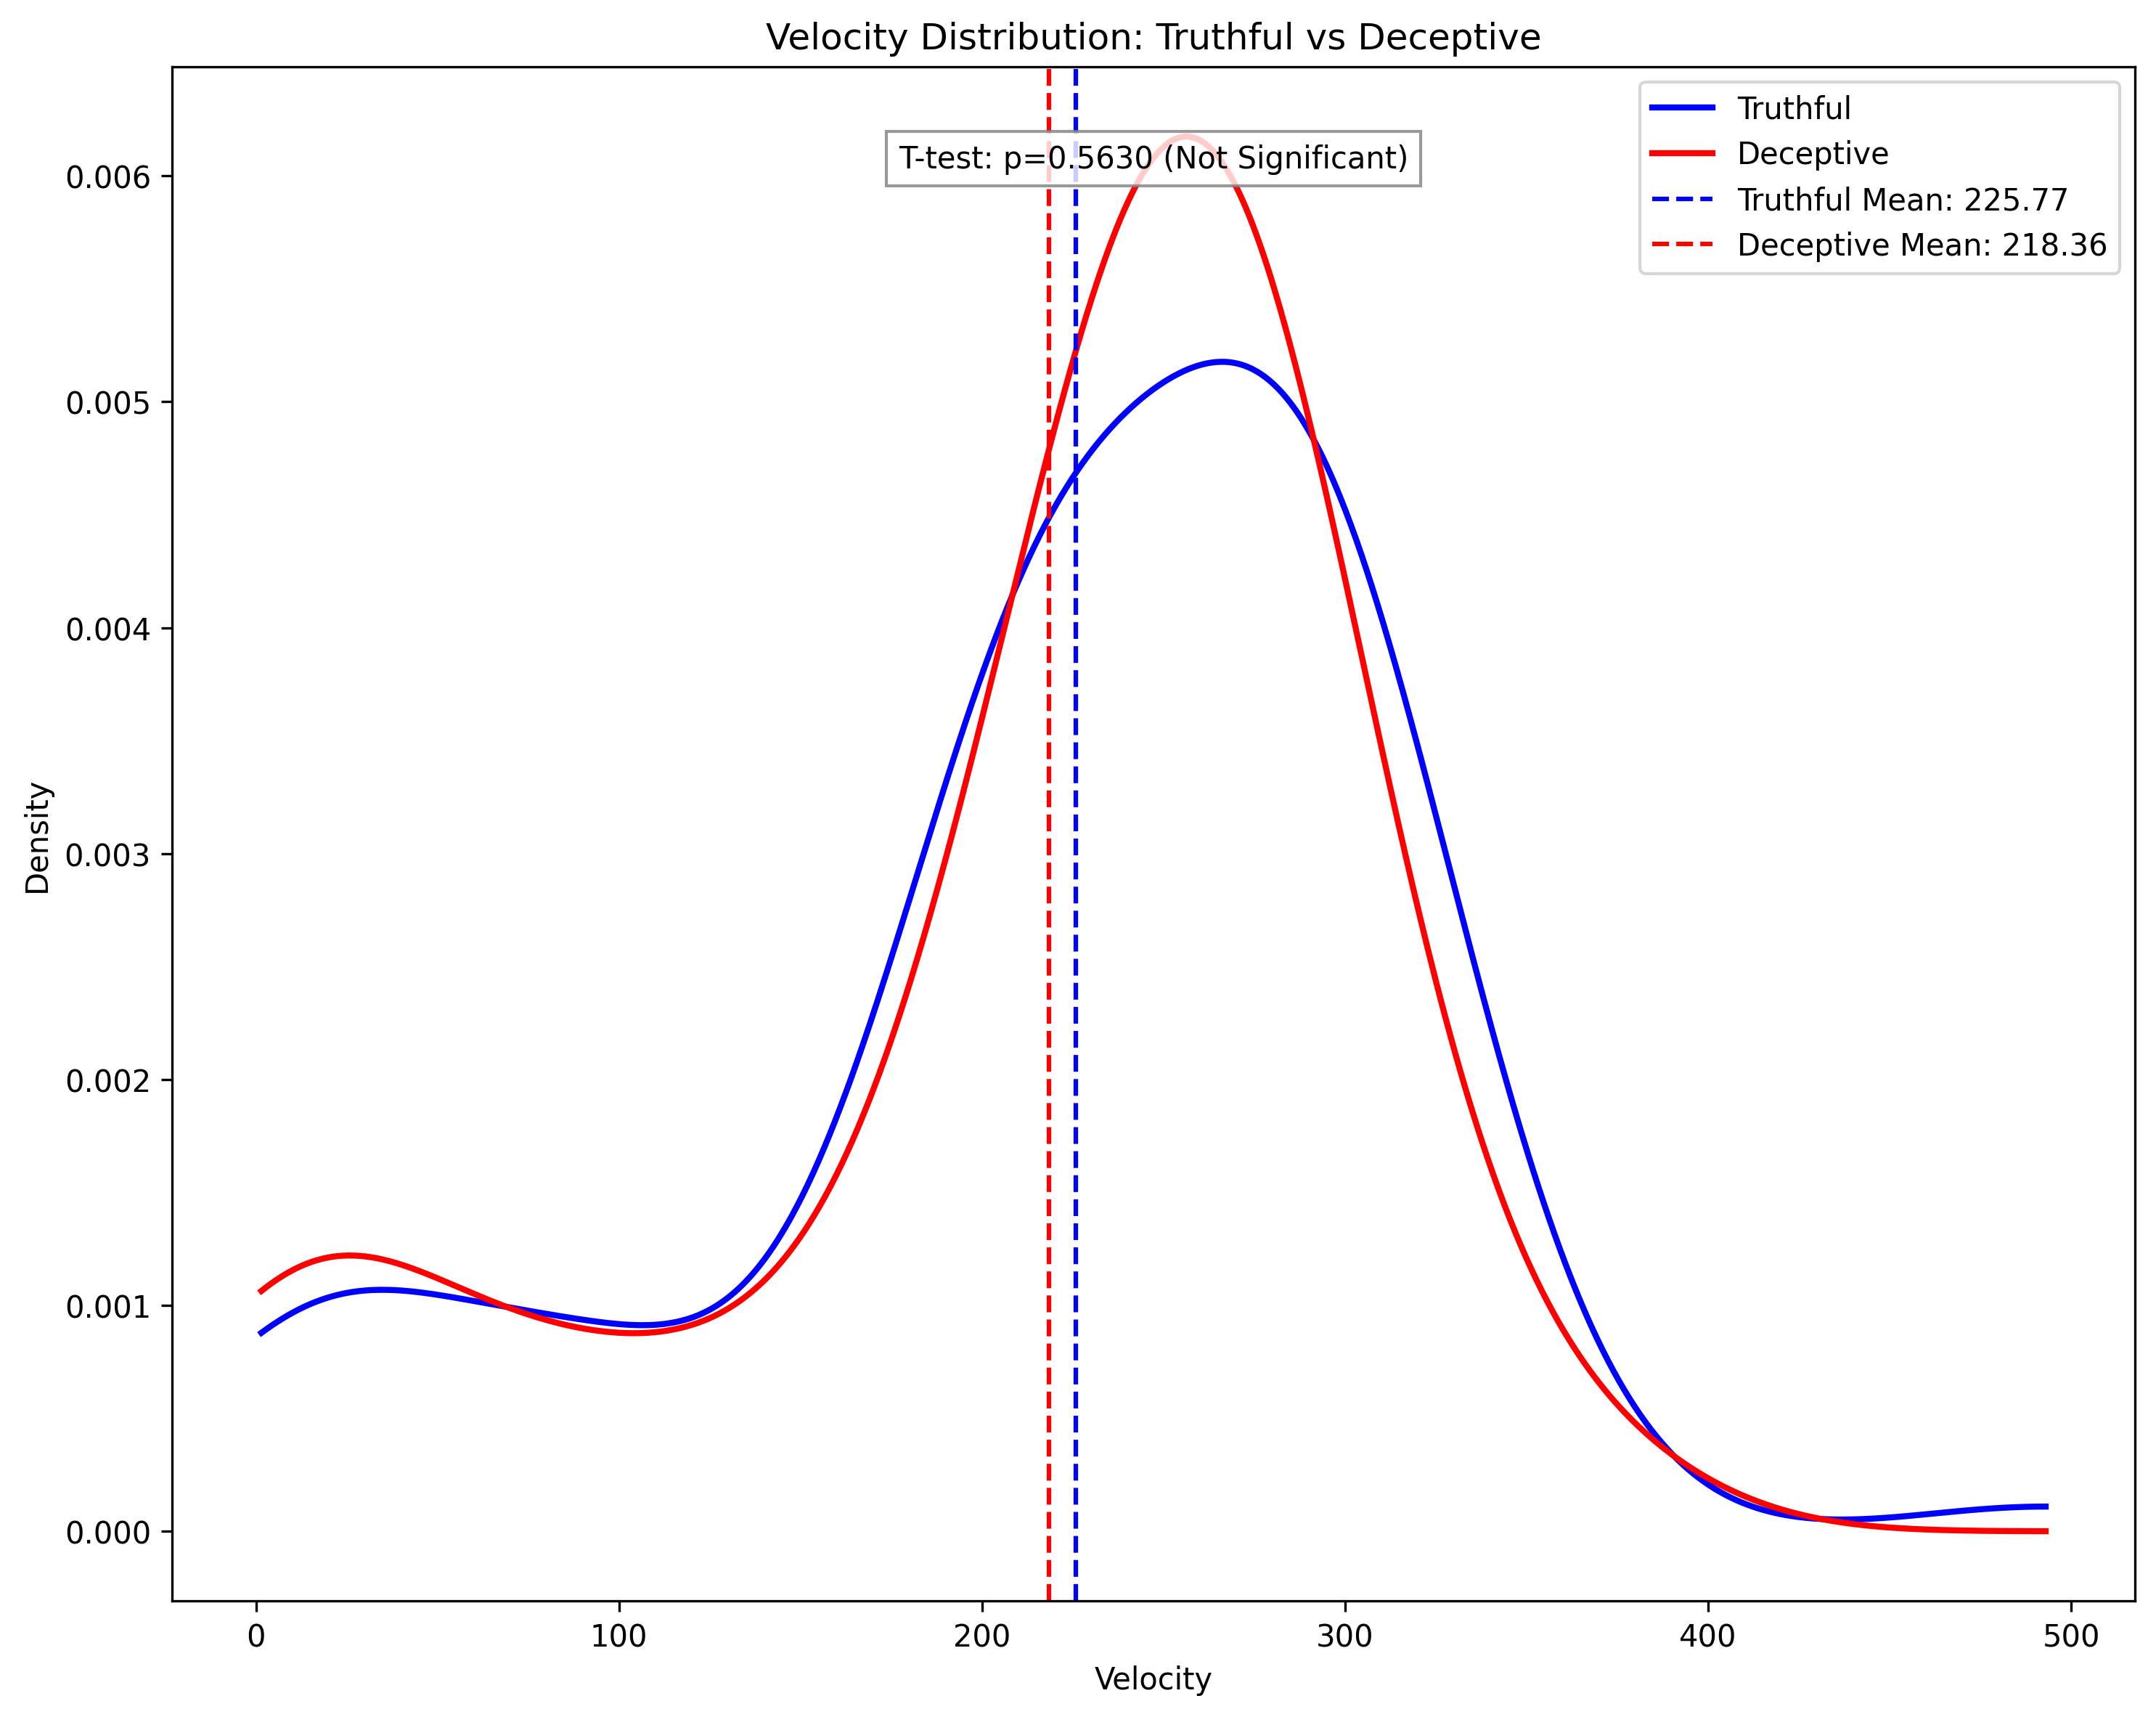 Velocity Distribution: Truthful vs Deceptive
T-test: p=0.5630 (Not Significant)
Truthful
Deceptive
Truthful Mean: 225.77
Deceptive Mean: 218.36
Density
0.006
0.005
0.004
0.003
0.002
0.001
0.000
0 100 200 300 400 500
Velocity